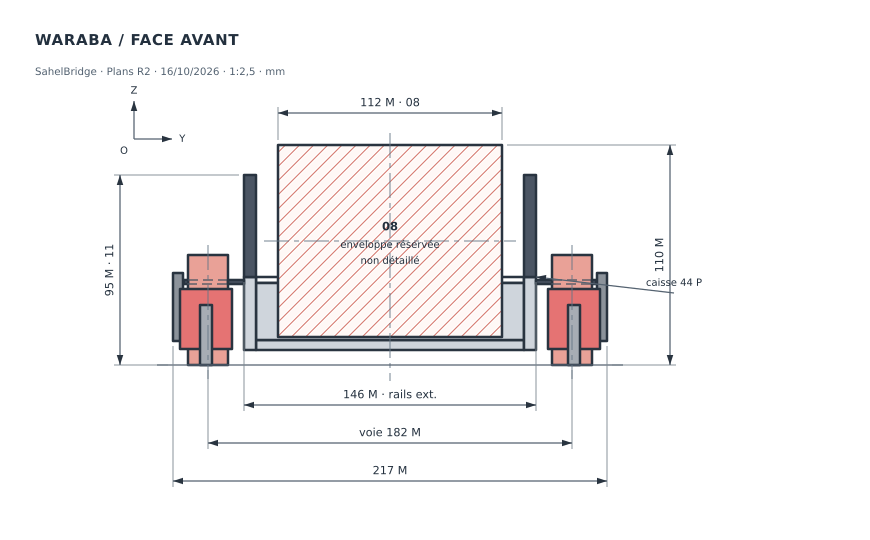 WARABA / FACE AVANT
SahelBridge · Plans R2 · 16/10/2026 · 1:2,5 · mm
Z
Y
O
112 M · 08
95 M · 11
110 M
08
enveloppe réservée
non détaillé
caisse 44 P
146 M · rails ext.
voie 182 M
217 M